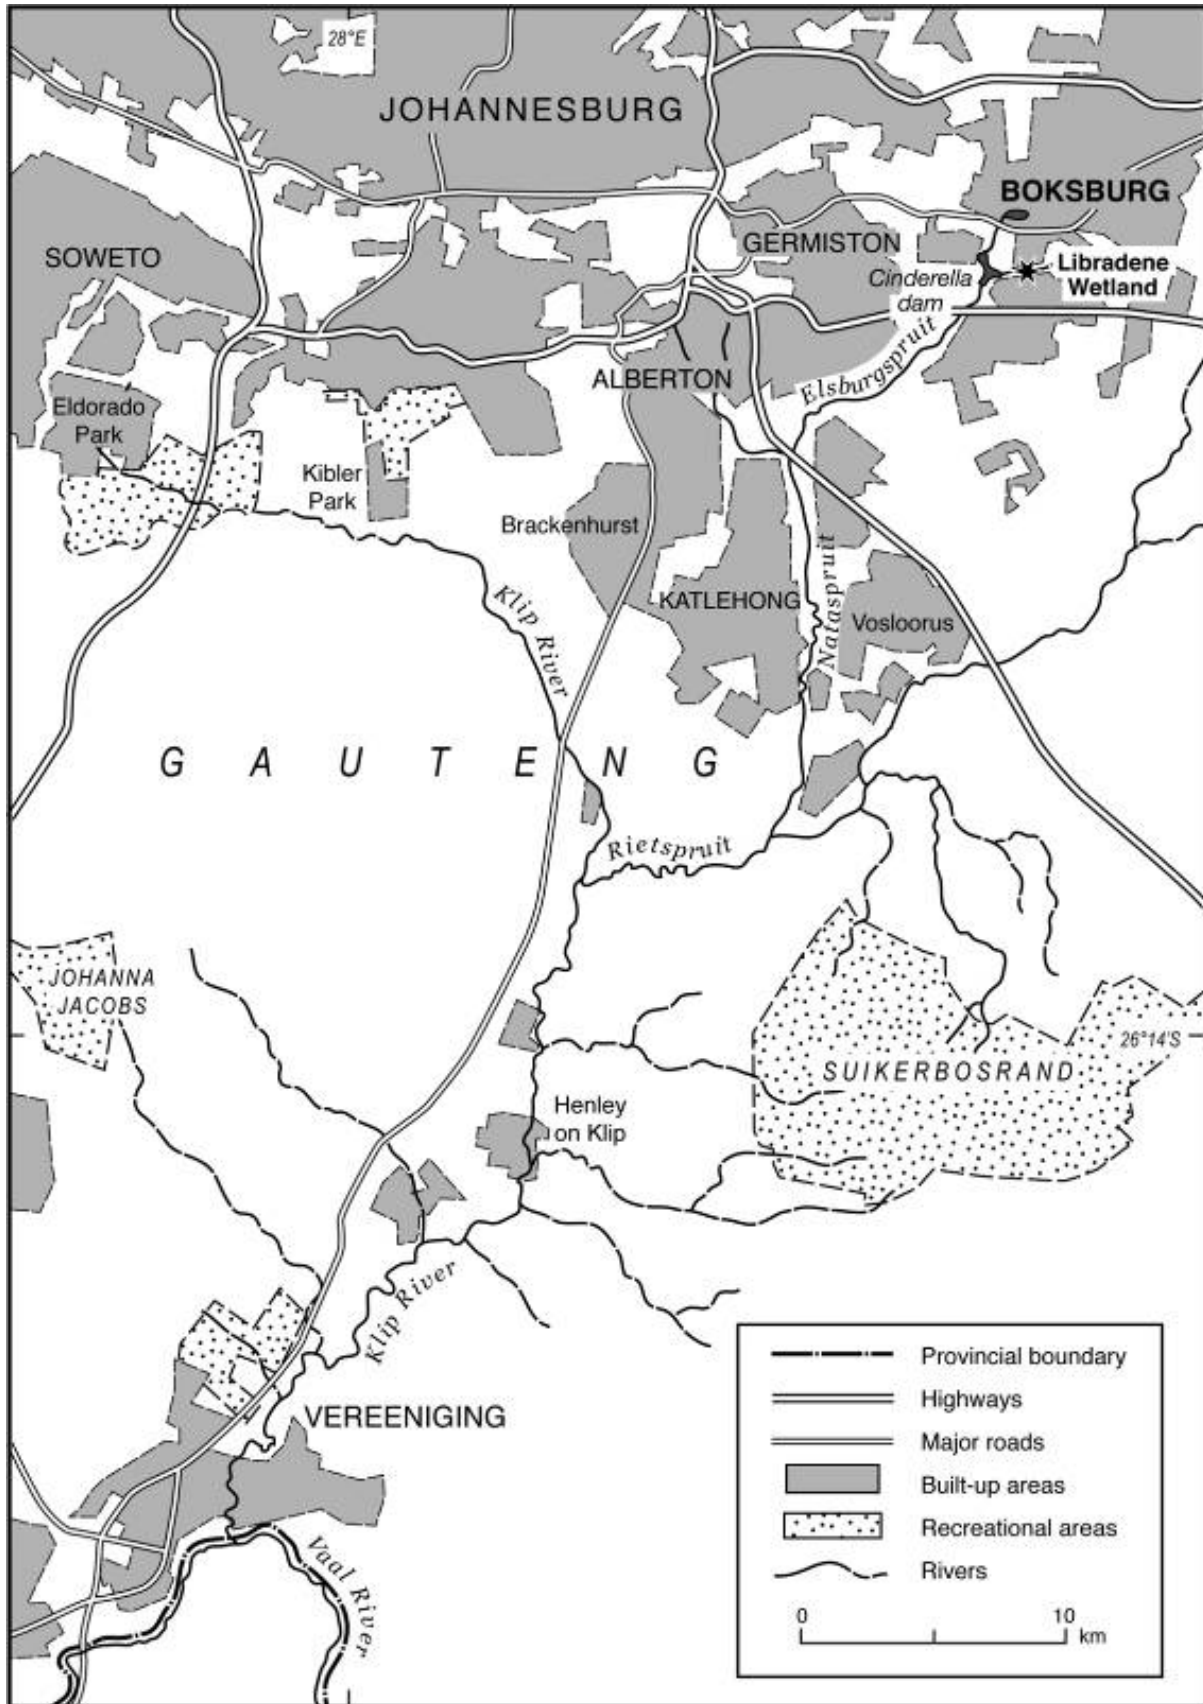 28°E
JOHANNESBURG
BOKSBURG
SOWETO
GERMISTON
Cinderella
dam
Libradene
Wetland
Elsburgspruit
ALBERTON
Eldorado
Park
Kibler
Park
Brackenhurst
Klip River
KATLEHONG
Natalspruit
Vosloorus
GAUTENG
Rietspruit
JOHANNA
JACOBS
26°14'S
SUIKERBOSRAND
Henley
on Klip
Klip River
VEREENIGING
Vaal River
Provincial boundary
Highways
Major roads
Built-up areas
Recreational areas
Rivers
0 10
km